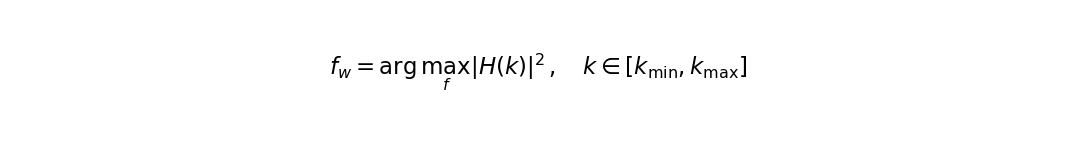 f_w = arg max_f |H(k)|^2 , k ∈ [k_min, k_max]